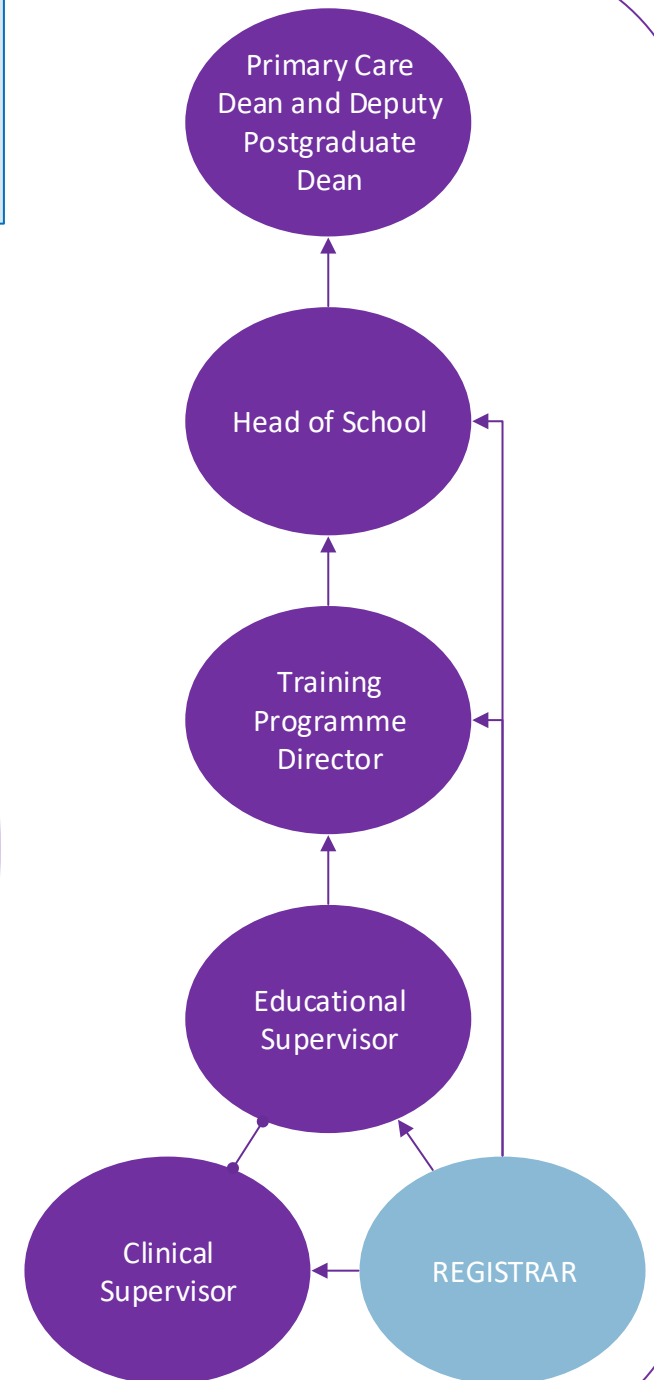 Primary Care
Dean and Deputy
Postgraduate
Dean
Head of School
Training
Programme
Director
Educational
Supervisor
Clinical
Supervisor
REGISTRAR